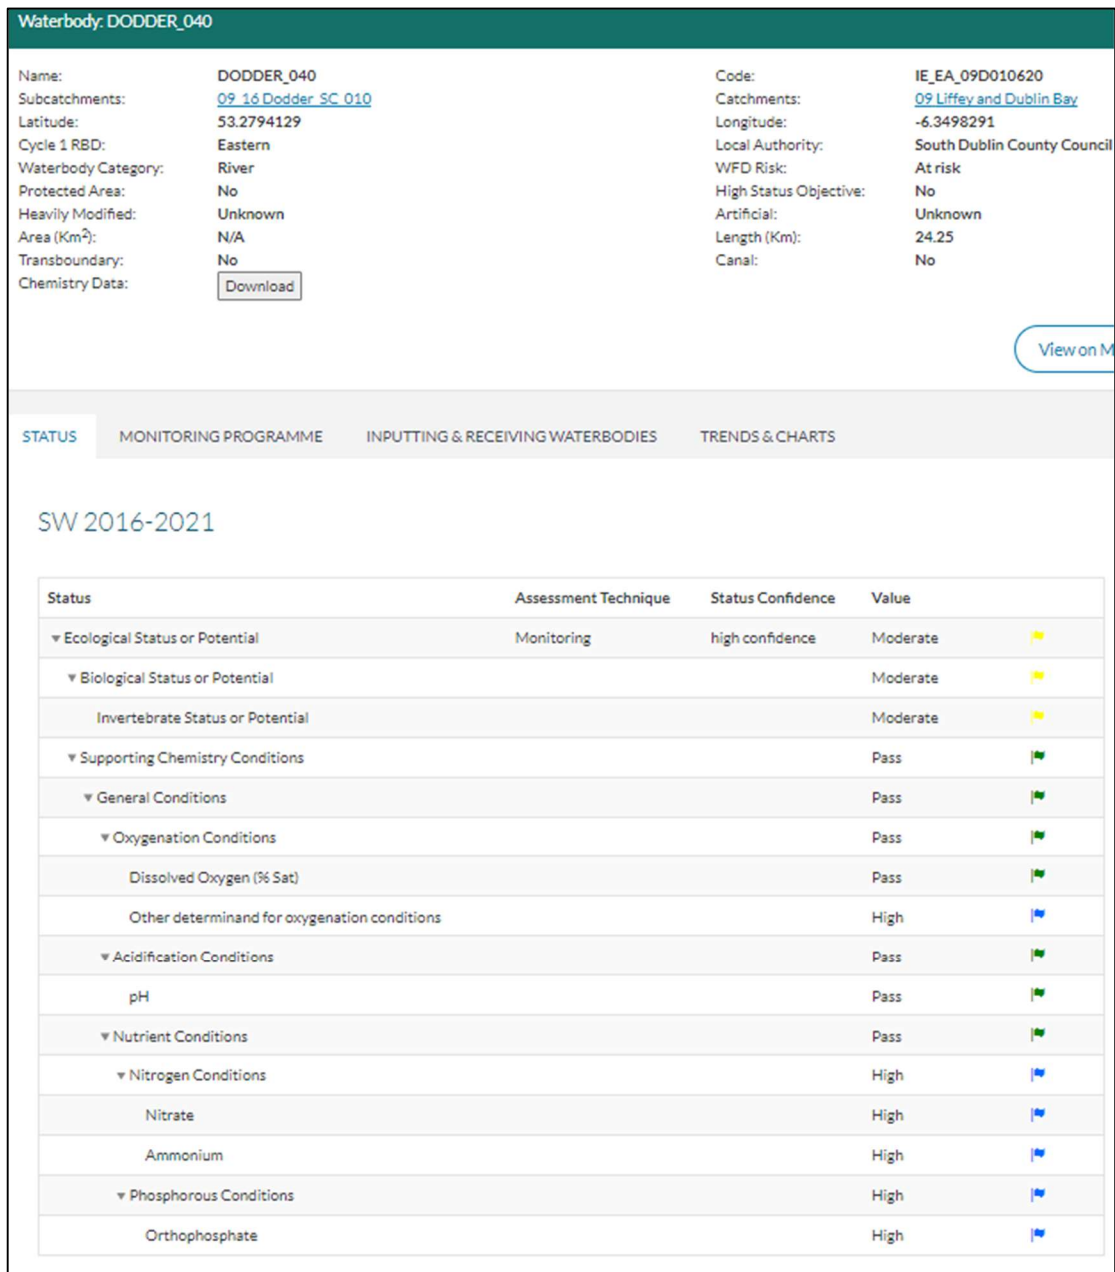 Waterbody: DODDER_040
Name: DODDER_040 Code: IE_EA_09D010620
Subcatchments: 09_16 Dodder_SC_010 Catchments: 09 Liffey and Dublin Bay
Latitude: 53.2794129 Longitude: -6.3498291
Cycle 1 RBD: Eastern Local Authority: South Dublin County Council
Waterbody Category: River WFD Risk: At risk
Protected Area: No High Status Objective: No
Heavily Modified: Unknown Artificial: Unknown
Area (Km²): N/A Length (Km): 24.25
Transboundary: No Canal: No
Chemistry Data: Download
View on M
STATUS MONITORING PROGRAMME INPUTTING & RECEIVING WATERBODIES TRENDS & CHARTS
SW 2016-2021
Status Assessment Technique Status Confidence Value
Ecological Status or Potential Monitoring high confidence Moderate
Biological Status or Potential Moderate
Invertebrate Status or Potential Moderate
Supporting Chemistry Conditions Pass
General Conditions Pass
Oxygenation Conditions Pass
Dissolved Oxygen (% Sat) Pass
Other determinand for oxygenation conditions High
Acidification Conditions Pass
pH Pass
Nutrient Conditions Pass
Nitrogen Conditions High
Nitrate High
Ammonium High
Phosphorous Conditions High
Orthophosphate High